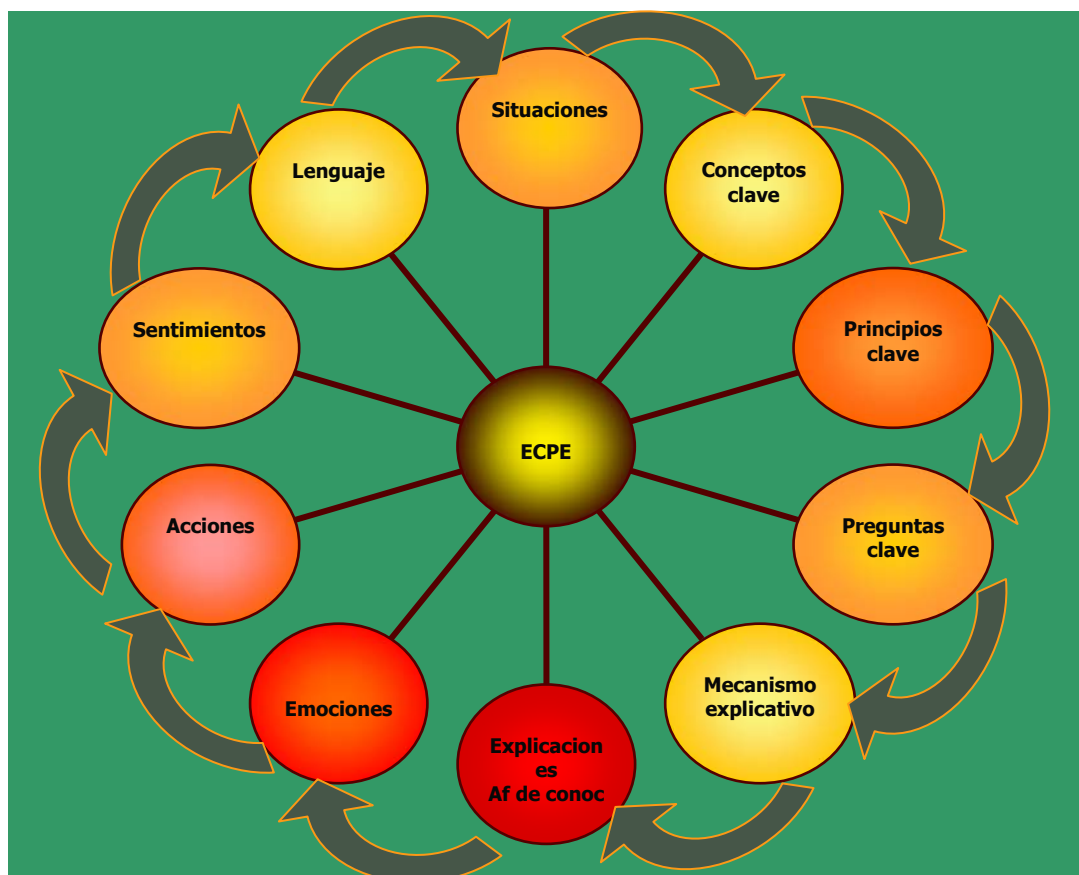 Situaciones
Conceptos
clave
Principios
clave
Preguntas
clave
Mecanismo
explicativo
Explicacion
es
Af de conoc
Emociones
Acciones
Sentimientos
Lenguaje
ECPE